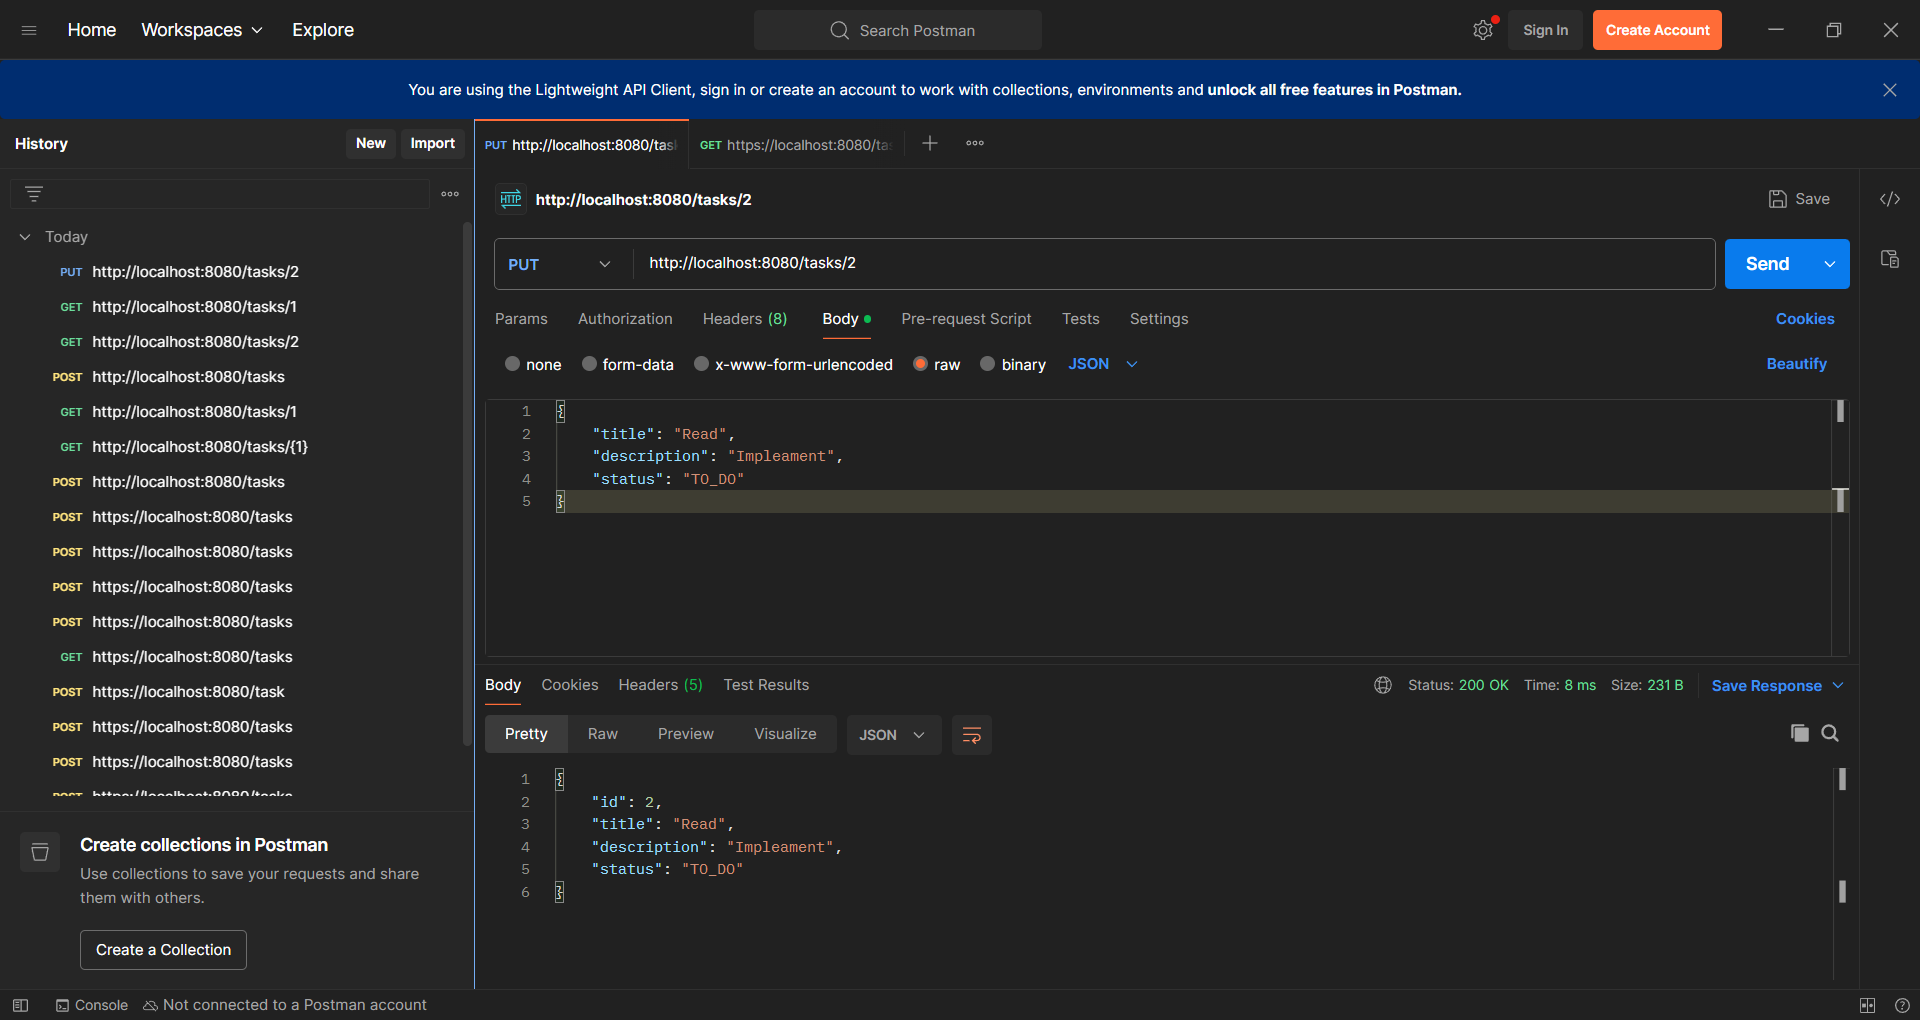 Home Workspaces Explore
Search Postman
Sign In Create Account
You are using the Lightweight API Client, sign in or create an account to work with collections, environments and unlock all free features in Postman.
History New Import
Today
PUT http://localhost:8080/tasks/2
GET http://localhost:8080/tasks/1
GET http://localhost:8080/tasks/2
POST http://localhost:8080/tasks
GET http://localhost:8080/tasks/1
GET http://localhost:8080/tasks/{1}
POST http://localhost:8080/tasks
POST https://localhost:8080/tasks
POST https://localhost:8080/tasks
POST https://localhost:8080/tasks
POST https://localhost:8080/tasks
GET https://localhost:8080/tasks
POST https://localhost:8080/task
POST https://localhost:8080/tasks
POST https://localhost:8080/tasks
Create collections in Postman
Use collections to save your requests and share
them with others.
Create a Collection
PUT http://localhost:8080/tas GET https://localhost:8080/ta
HTTP http://localhost:8080/tasks/2 Save
PUT http://localhost:8080/tasks/2 Send
Params Authorization Headers (8) Body Pre-request Script Tests Settings Cookies
none form-data x-www-form-urlencoded raw binary JSON Beautify
1 {
2 "title": "Read",
3 "description": "Impleament",
4 "status": "TO_DO"
5 }
Body Cookies Headers (5) Test Results Status: 200 OK Time: 8 ms Size: 231 B Save Response
Pretty Raw Preview Visualize JSON
1 {
2 "id": 2,
3 "title": "Read",
4 "description": "Impleament",
5 "status": "TO_DO"
6 }
Console Not connected to a Postman account